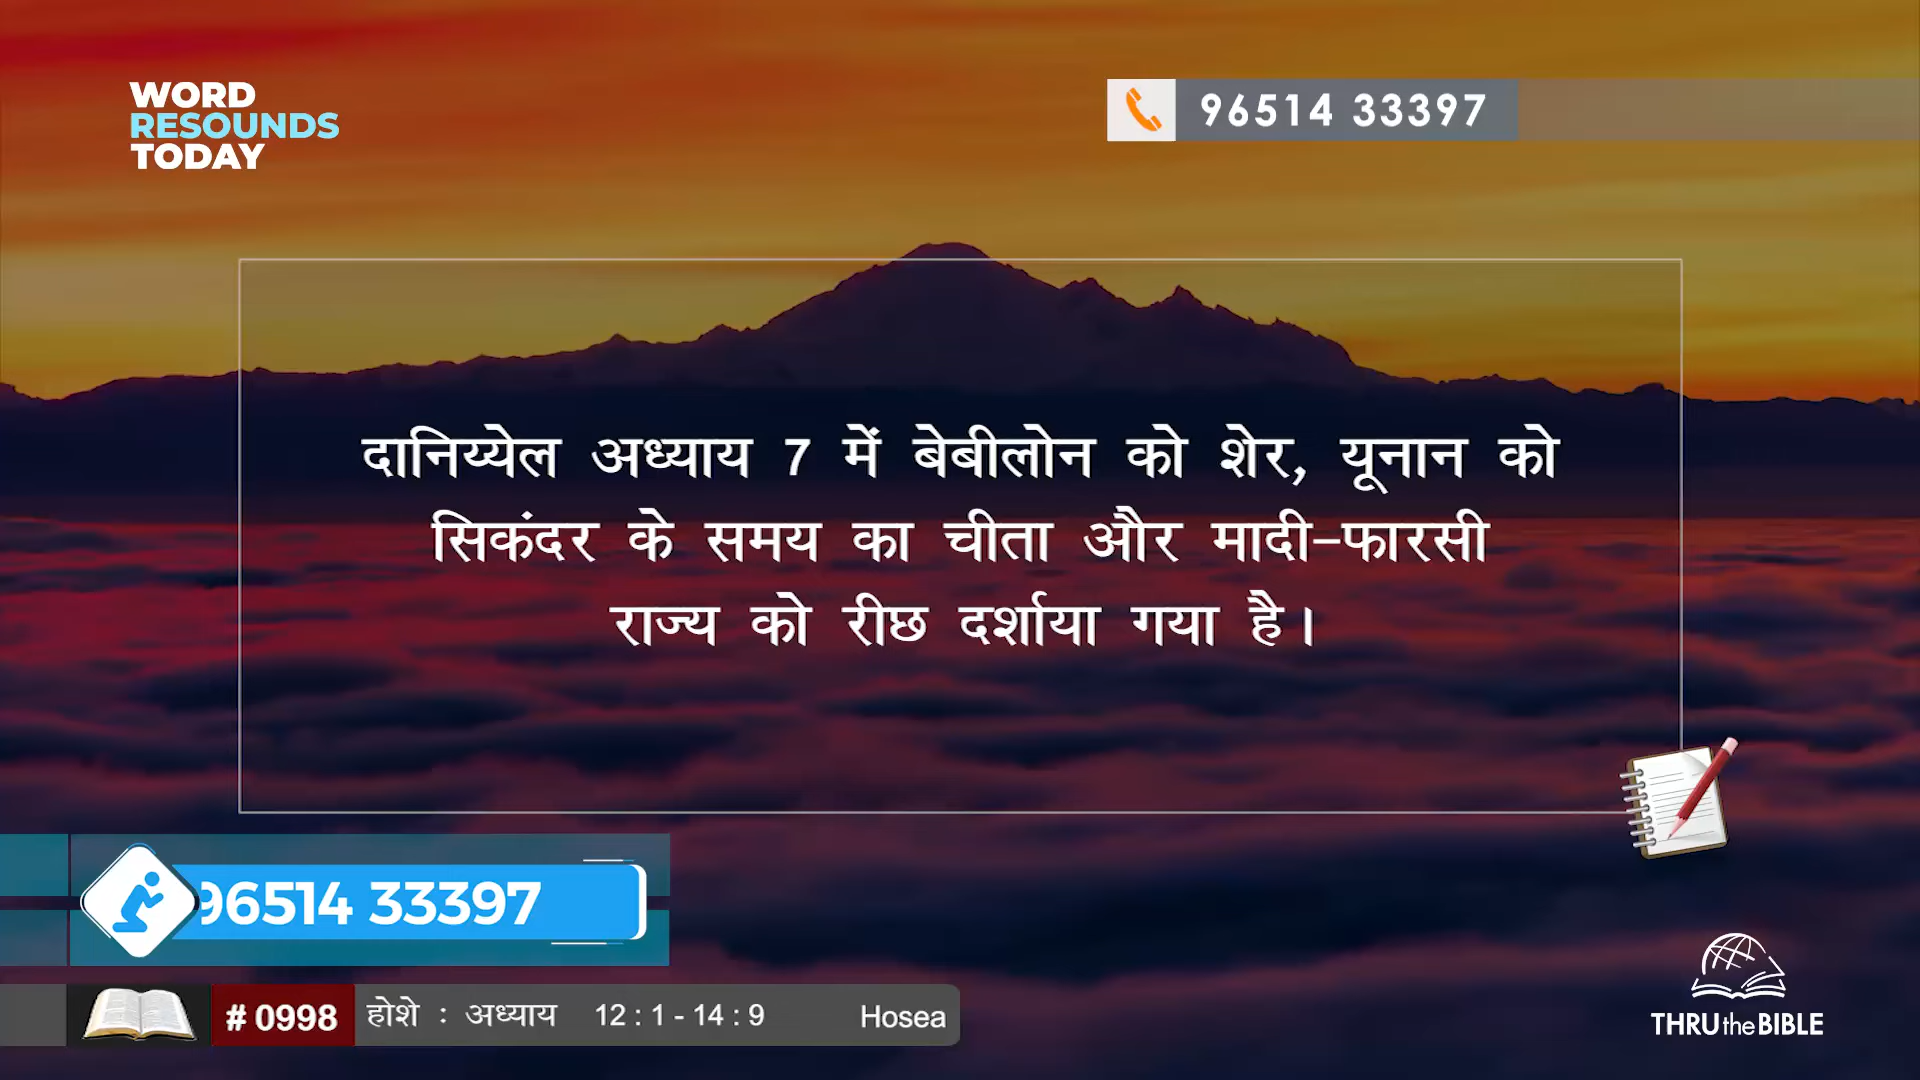 WORD
RESOUNDS
TODAY
96514 33397
दानिय्येल अध्याय 7 में बेबीलोन को शेर, यूनान को
सिकंदर के समय का चीता और मादी-फारसी
राज्य को रीछ दर्शाया गया है।
96514 33397
# 0998 होशे : अध्याय 12 : 1 - 14 : 9 Hosea
THRU the BIBLE